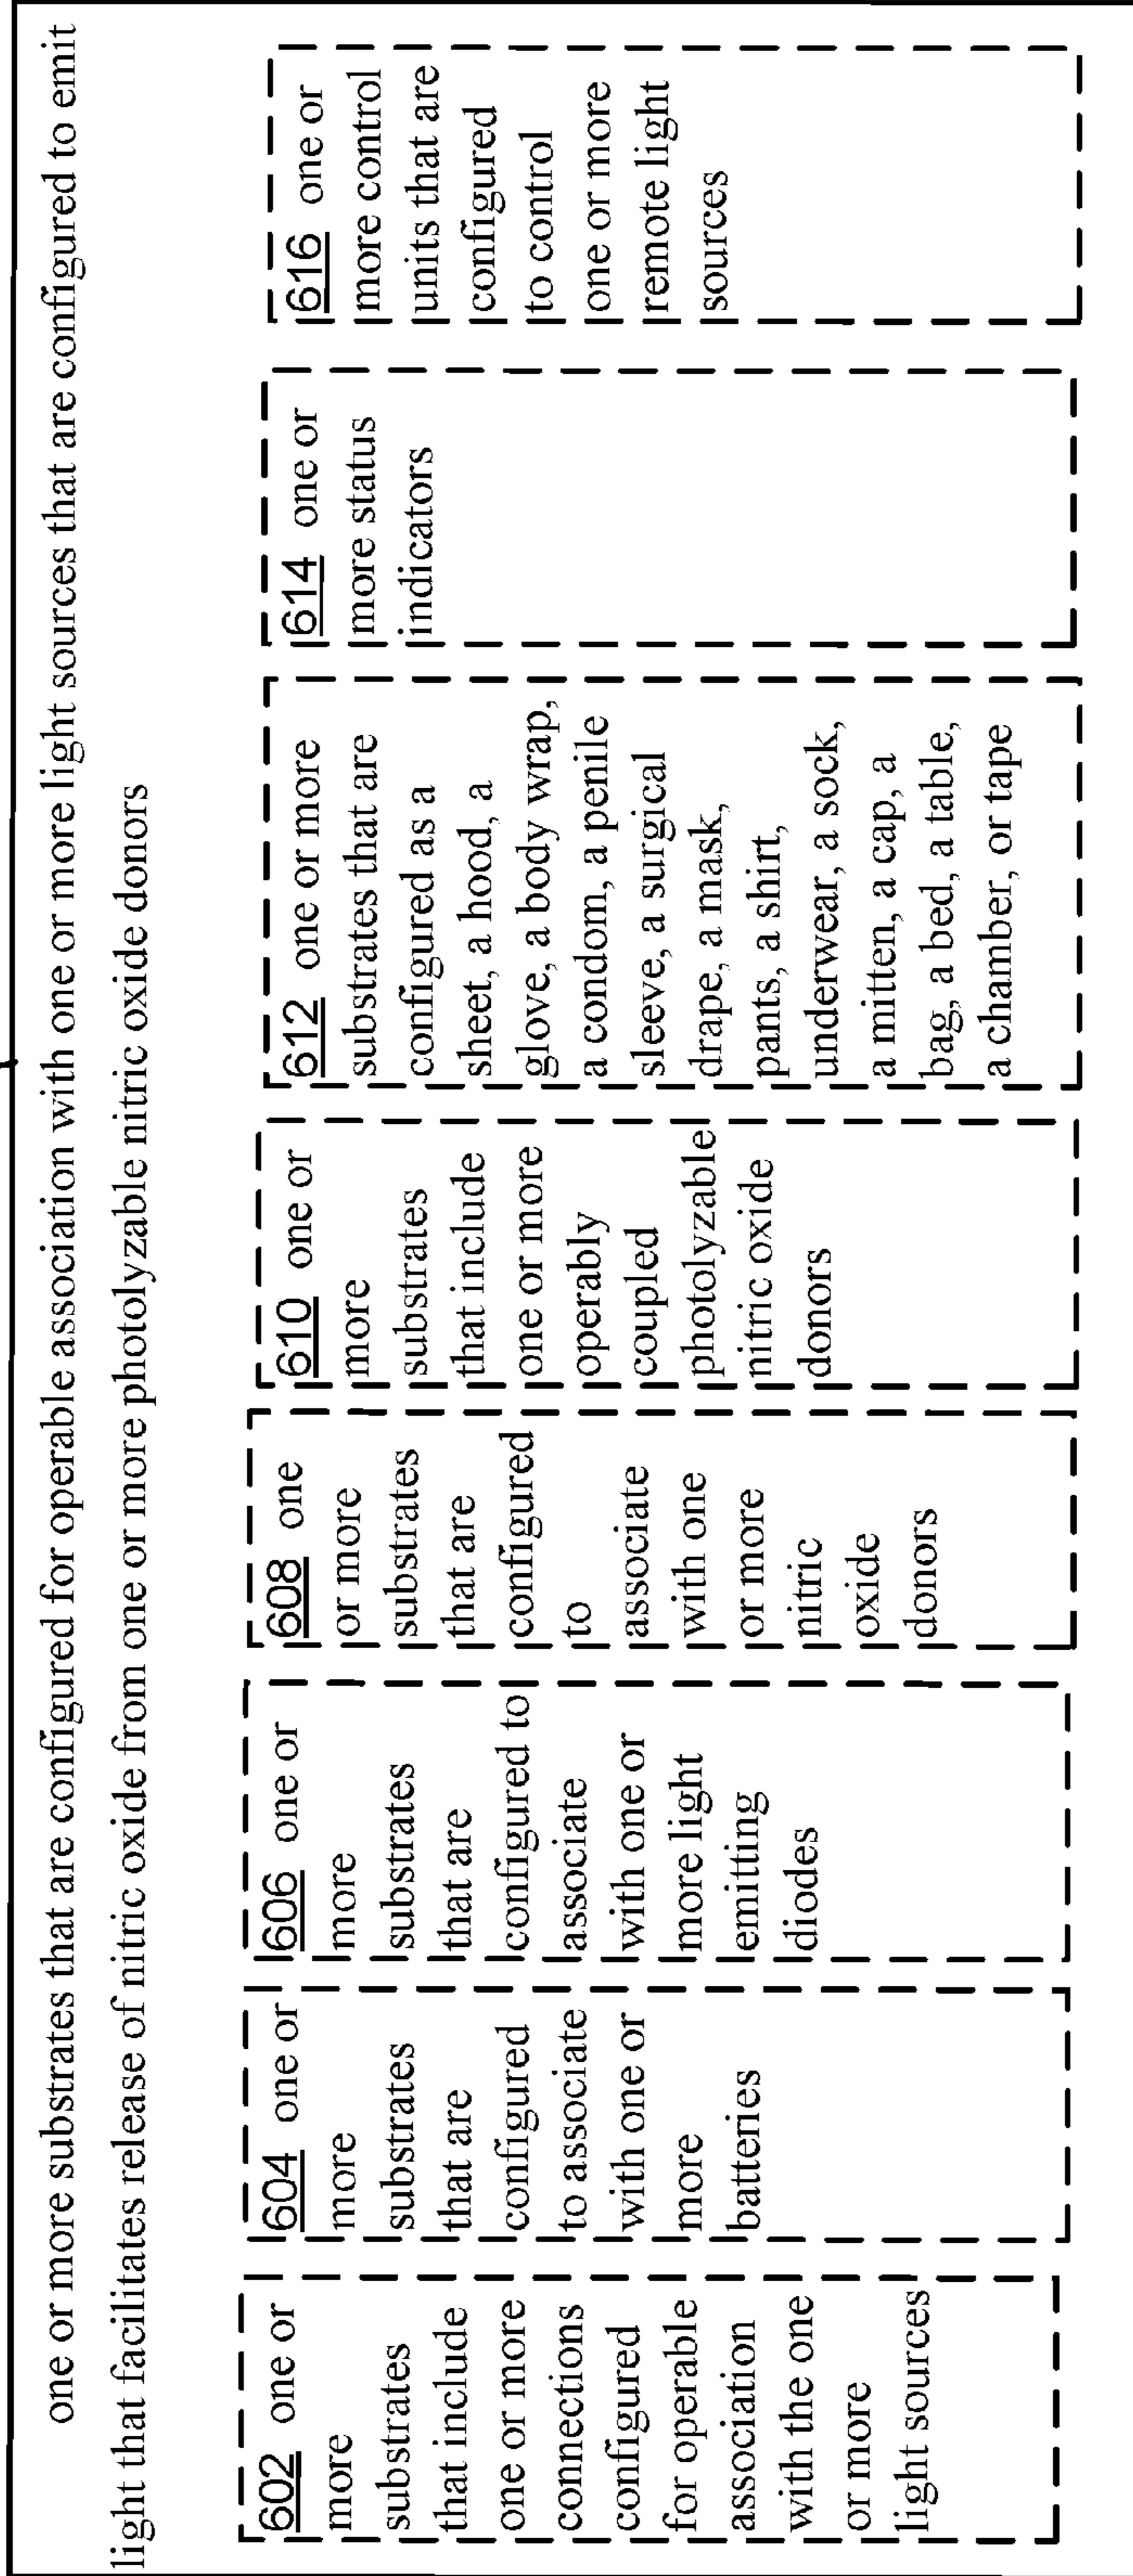 one or more substrates that are configured for operable association with one or more light sources that are configured to emit
light that facilitates release of nitric oxide from one or more photolyzable nitric oxide donors
602 one or
more
substrates
that include
one or more
connections
configured
for operable
association
with the one
or more
light sources
604 one or
more
substrates
that are
configured
to associate
with one or
more
batteries
606 one or
more
substrates
that are
configured to
associate
with one or
more light
emitting
diodes
608 one
or more
substrates
that are
configured
to
associate
with one
or more
nitric
oxide
donors
610 one or
more
substrates
that include
one or more
operably
coupled
photolyzable
nitric oxide
donors
612 one or more
substrates that are
configured as a
sheet, a hood, a
glove, a body wrap,
a condom, a penile
sleeve, a surgical
drape, a mask,
pants, a shirt,
underwear, a sock,
a mitten, a cap, a
bag, a bed, a table,
a chamber, or tape
614 one or
more status
indicators
616 one or
more control
units that are
configured
to control
one or more
remote light
sources